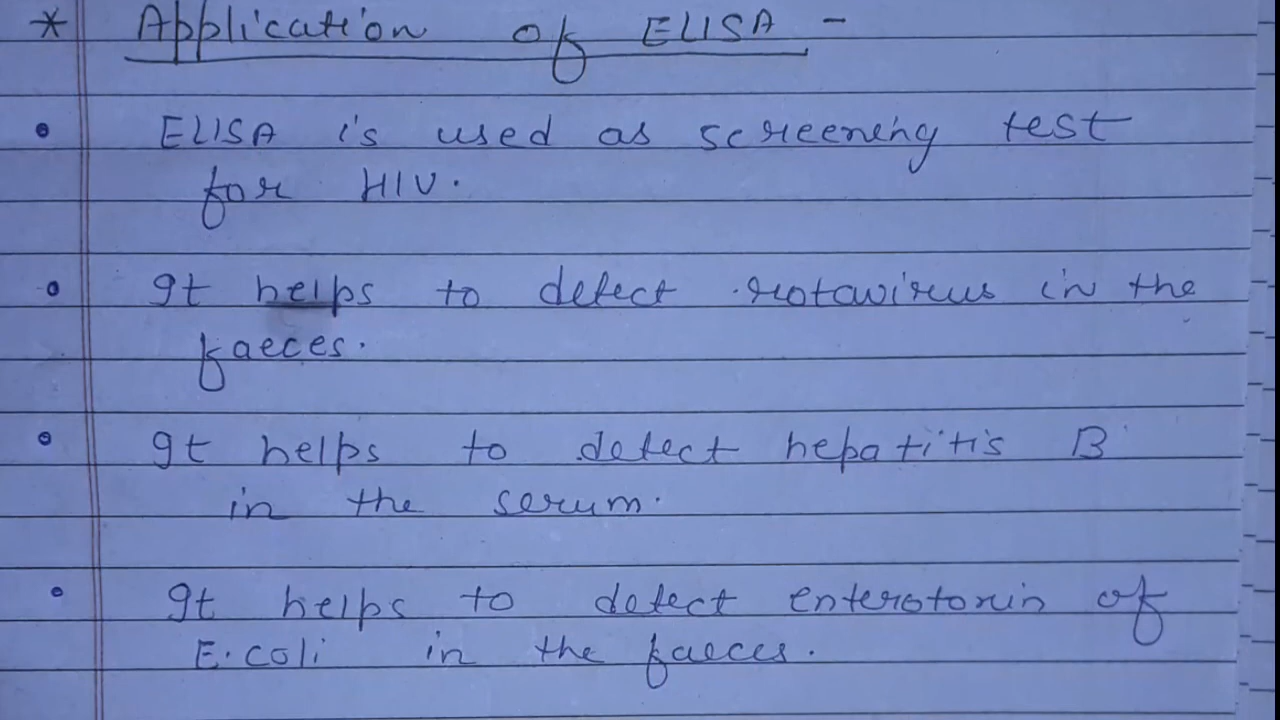 * Application of ELISA -
• ELISA is used as screening test
for HIV.
• It helps to detect rotavirus in the
faeces.
• It helps to detect hepatitis B
in the serum.
• It helps to detect enterotoxin of
E. coli in the faeces.